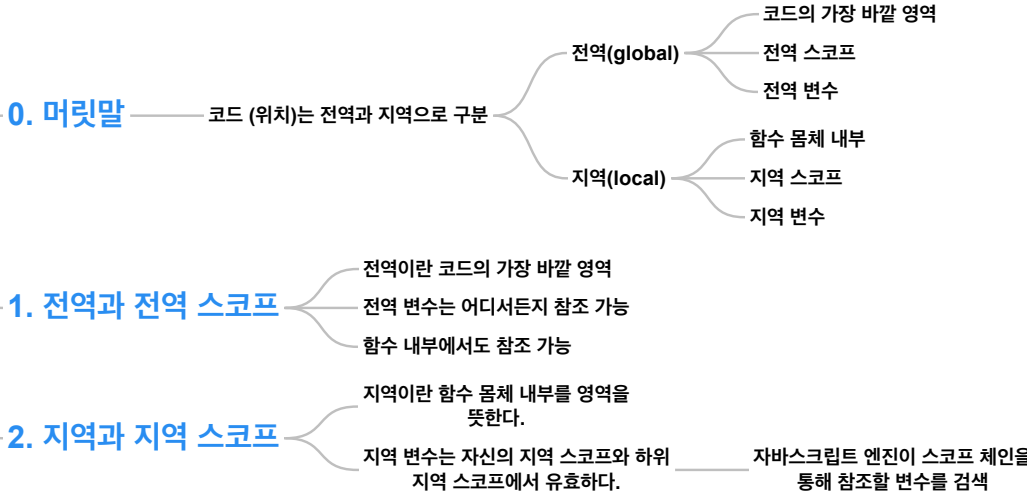 0. 머릿말
코드 (위치)는 전역과 지역으로 구분
전역(global)
코드의 가장 바깥 영역
전역 스코프
전역 변수
지역(local)
함수 몸체 내부
지역 스코프
지역 변수
1. 전역과 전역 스코프
전역이란 코드의 가장 바깥 영역
전역 변수는 어디서든지 참조 가능
함수 내부에서도 참조 가능
2. 지역과 지역 스코프
지역이란 함수 몸체 내부를 영역을
뜻한다.
지역 변수는 자신의 지역 스코프와 하위
지역 스코프에서 유효하다.
자바스크립트 엔진이 스코프 체인을
통해 참조할 변수를 검색